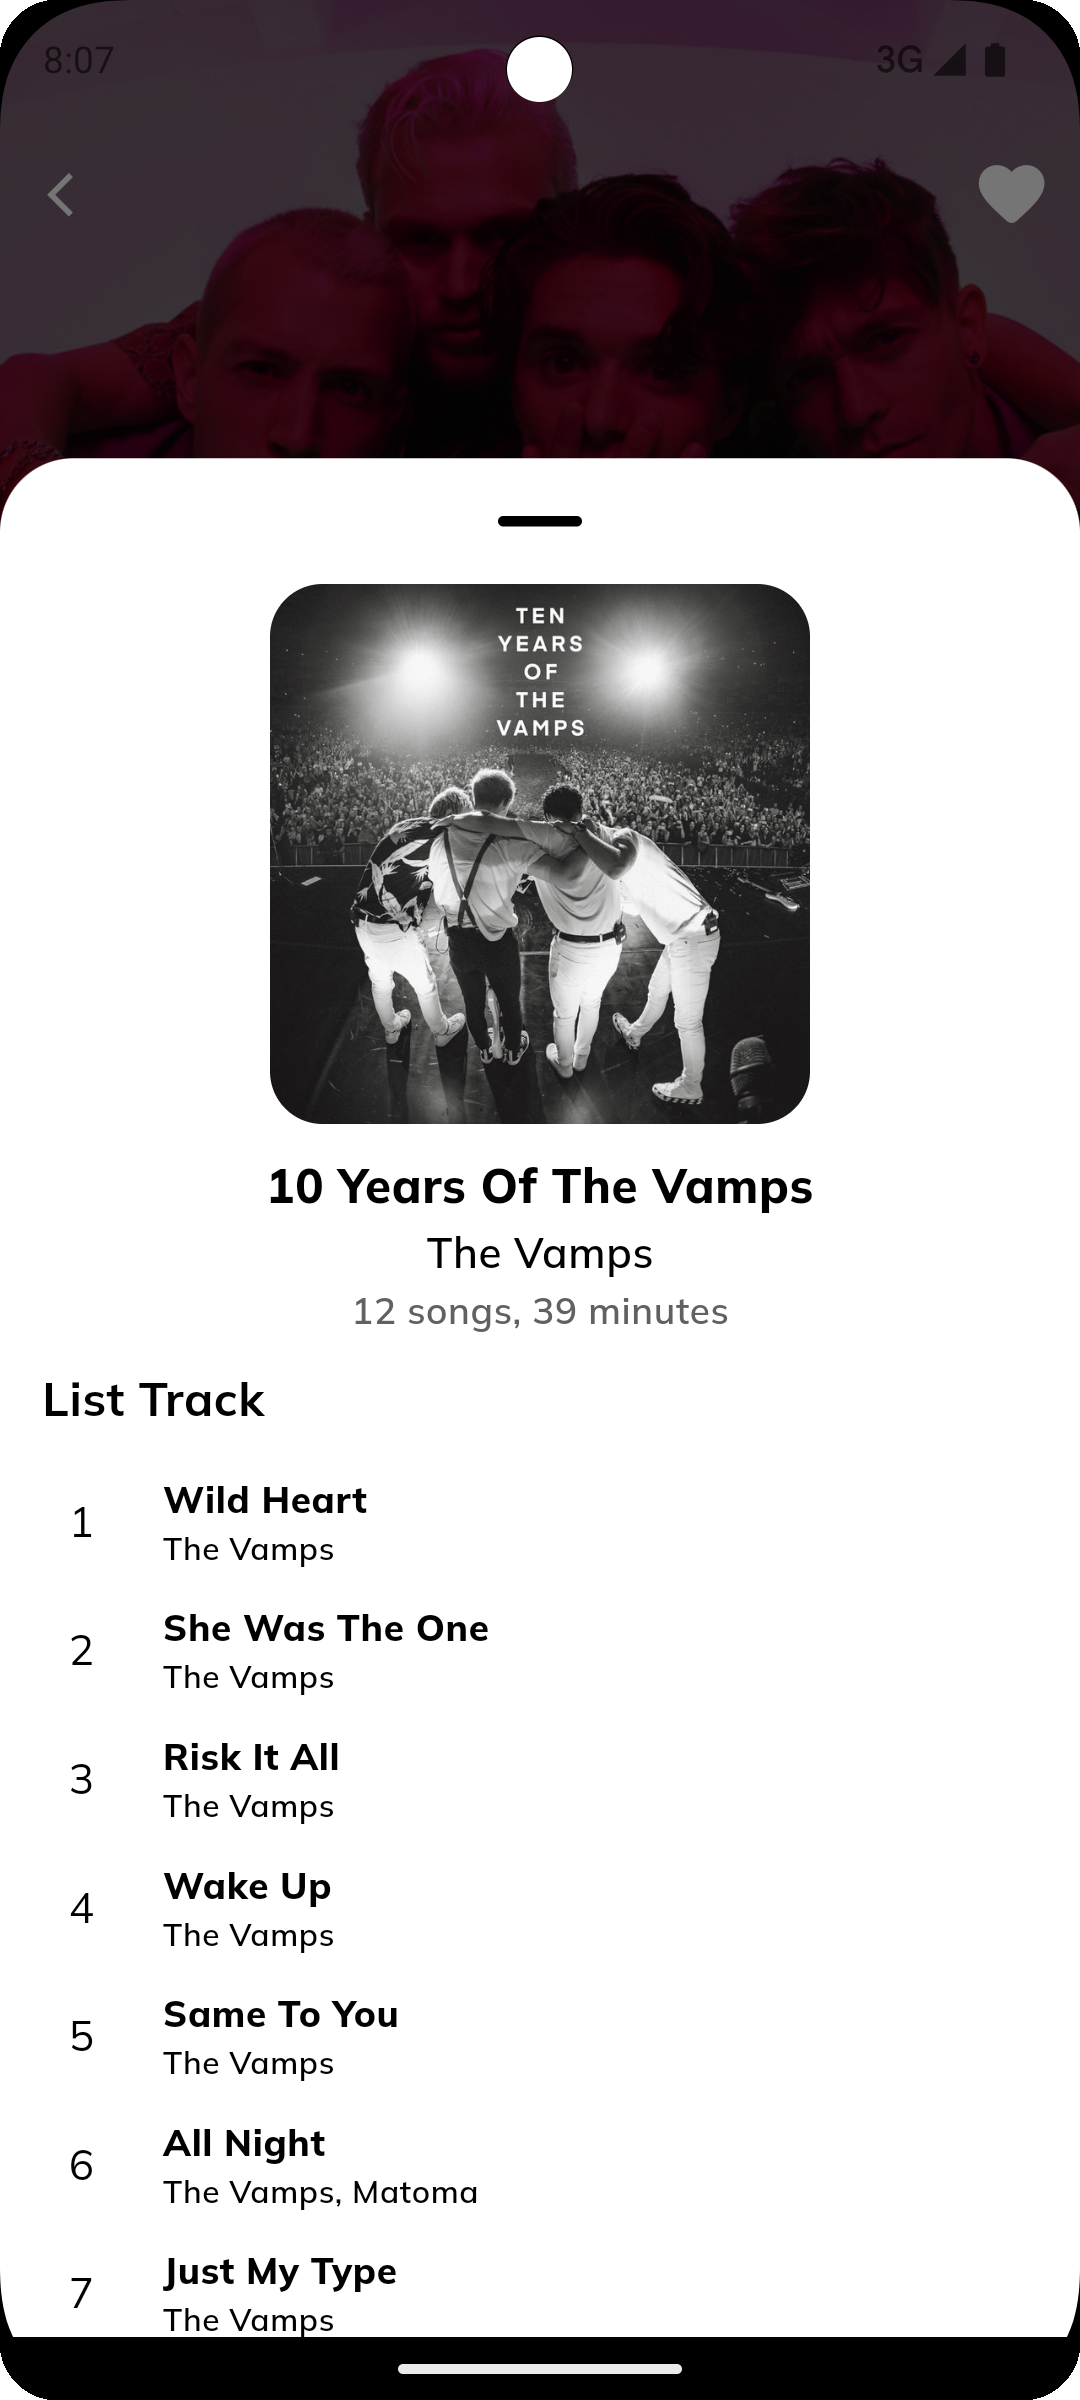 8:07
3G
TEN
YEARS
OF
THE
VAMPS
10 Years Of The Vamps
The Vamps
12 songs, 39 minutes
List Track
1
Wild Heart
The Vamps
2
She Was The One
The Vamps
3
Risk It All
The Vamps
4
Wake Up
The Vamps
5
Same To You
The Vamps
6
All Night
The Vamps, Matoma
7
Just My Type
The Vamps